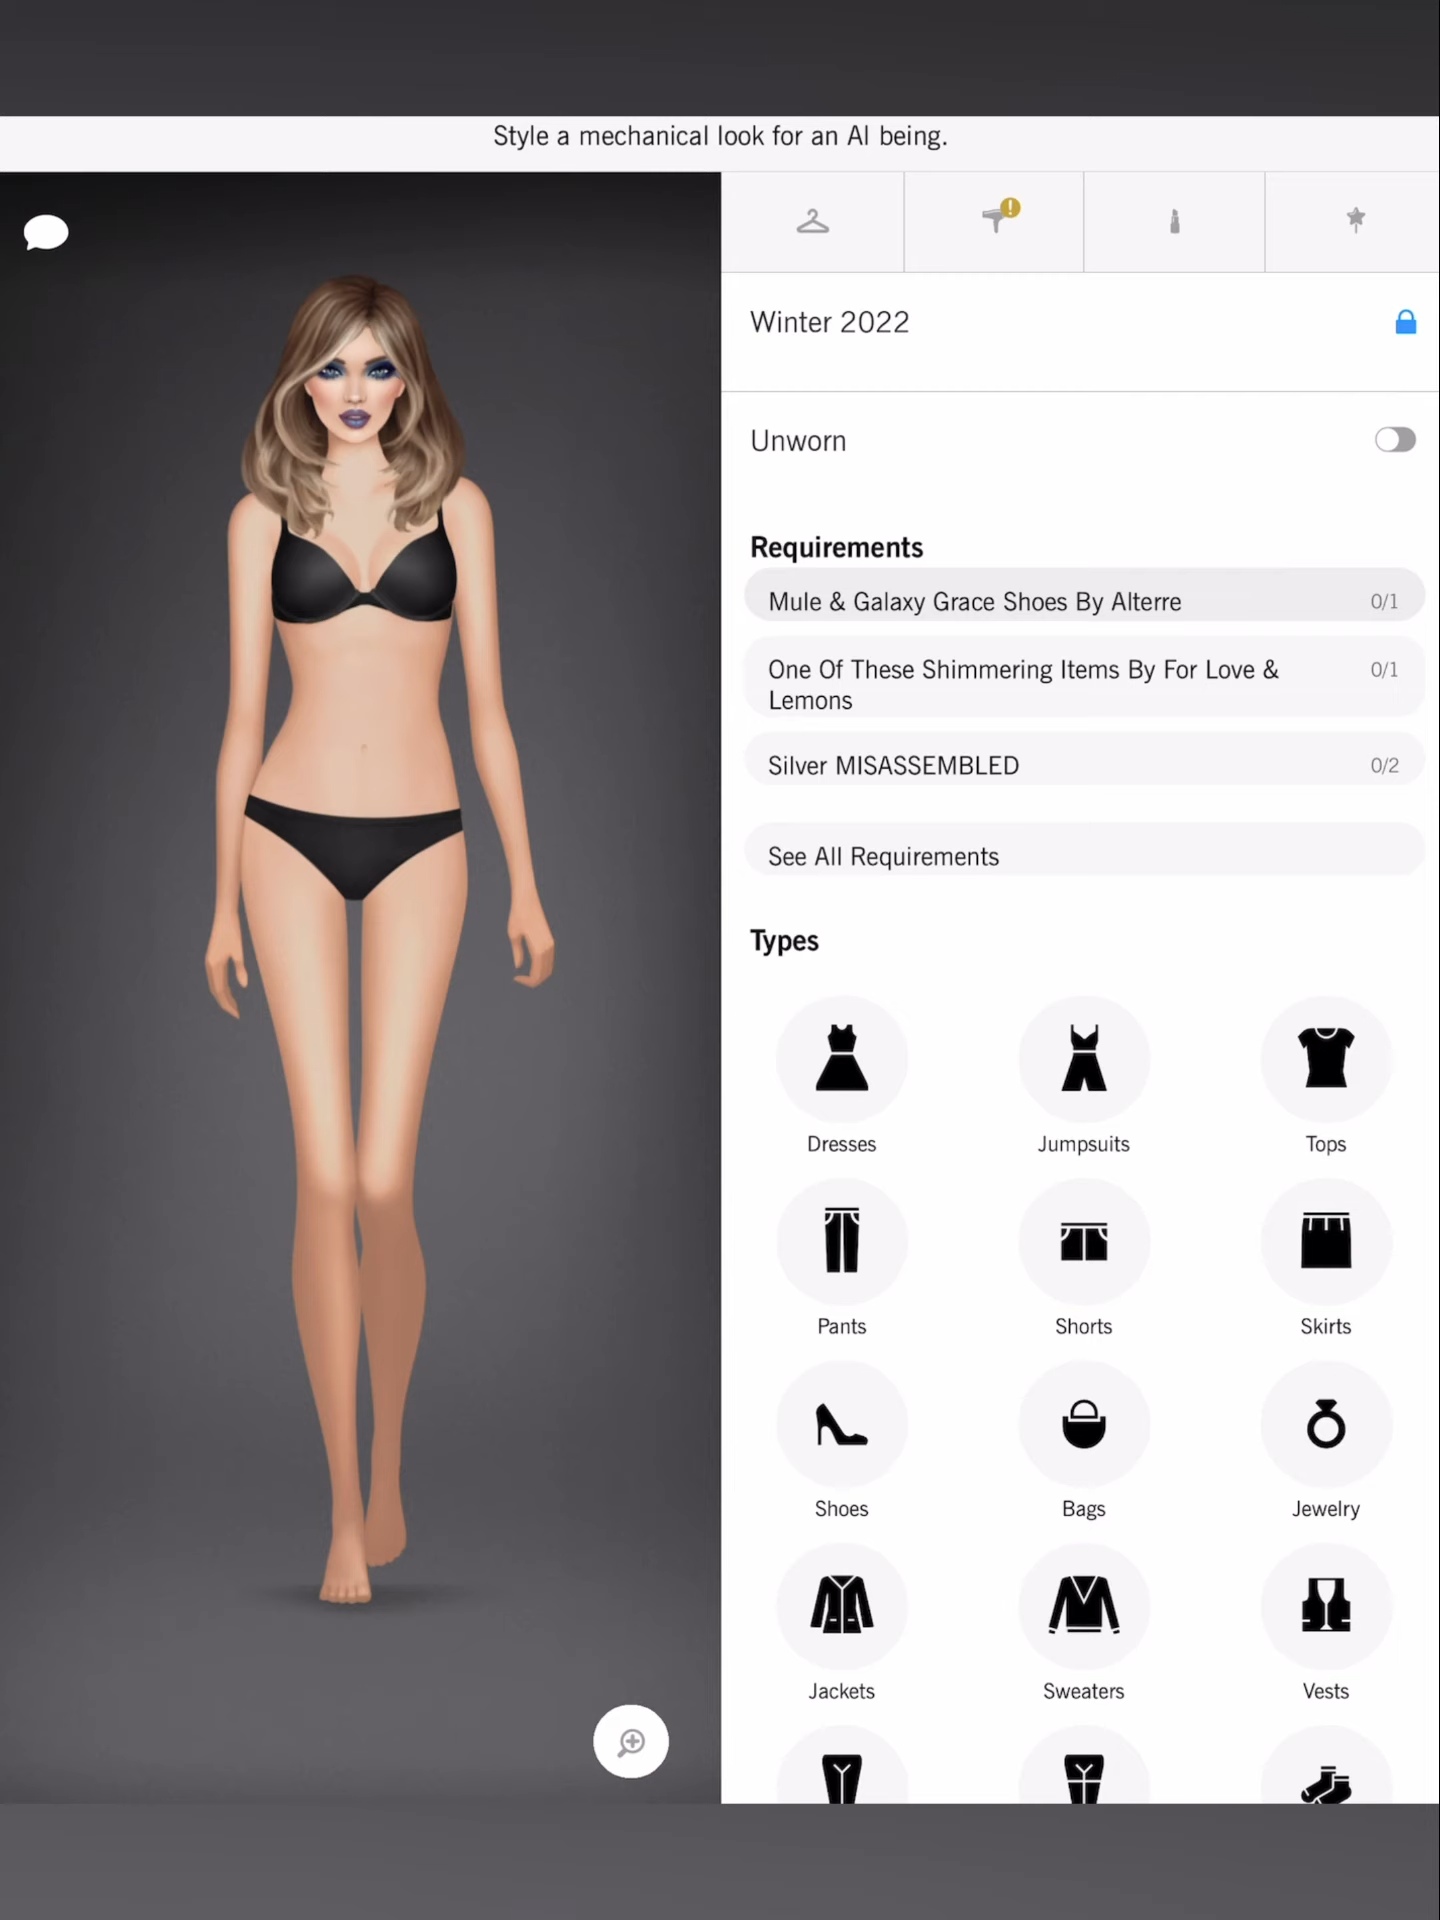 Style a mechanical look for an AI being.
!
Winter 2022
Unworn
Requirements
Mule & Galaxy Grace Shoes By Alterre 0/1
One Of These Shimmering Items By For Love & 0/1
Lemons
Silver MISASSEMBLED 0/2
See All Requirements
Types
Dresses Jumpsuits Tops
Pants Shorts Skirts
Shoes Bags Jewelry
Jackets Sweaters Vests